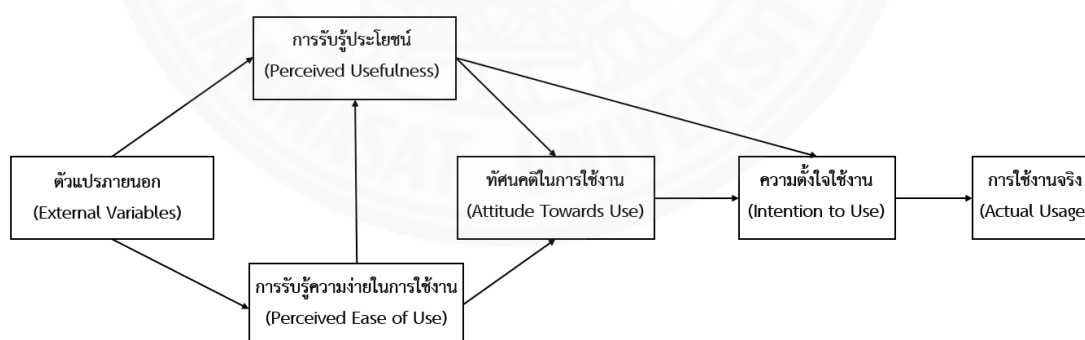 การรับรู้ประโยชน์
(Perceived Usefulness)
ตัวแปรภายนอก
(External Variables)
ทัศนคติในการใช้งาน
(Attitude Towards Use)
ความตั้งใจใช้งาน
(Intention to Use)
การใช้งานจริง
(Actual Usage
การรับรู้ความง่ายในการใช้งาน
(Perceived Ease of Use)